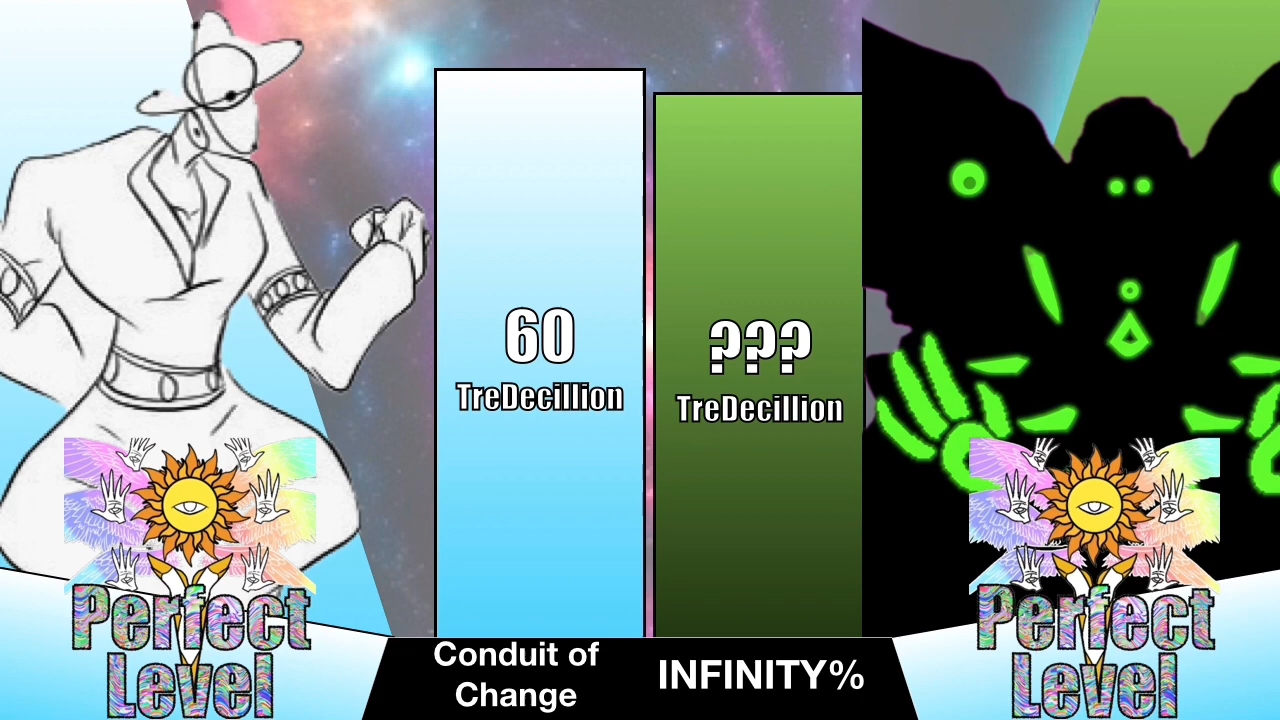 60
TreDecillion
???
TreDecillion
Conduit of
Change
INFINITY%
Perfect
Level
Perfect
Level